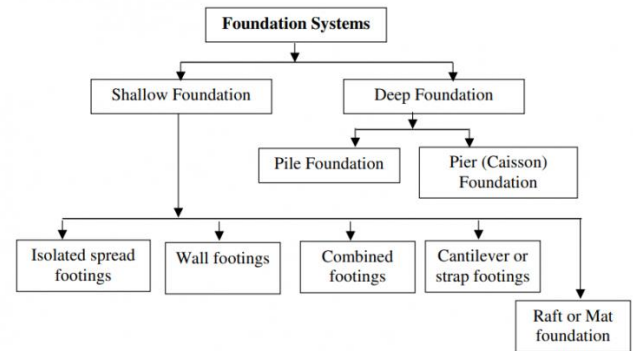 Foundation Systems
Shallow Foundation
Deep Foundation
Pile Foundation
Pier (Caisson)
Foundation
Isolated spread
footings
Wall footings
Combined
footings
Cantilever or
strap footings
Raft or Mat
foundation